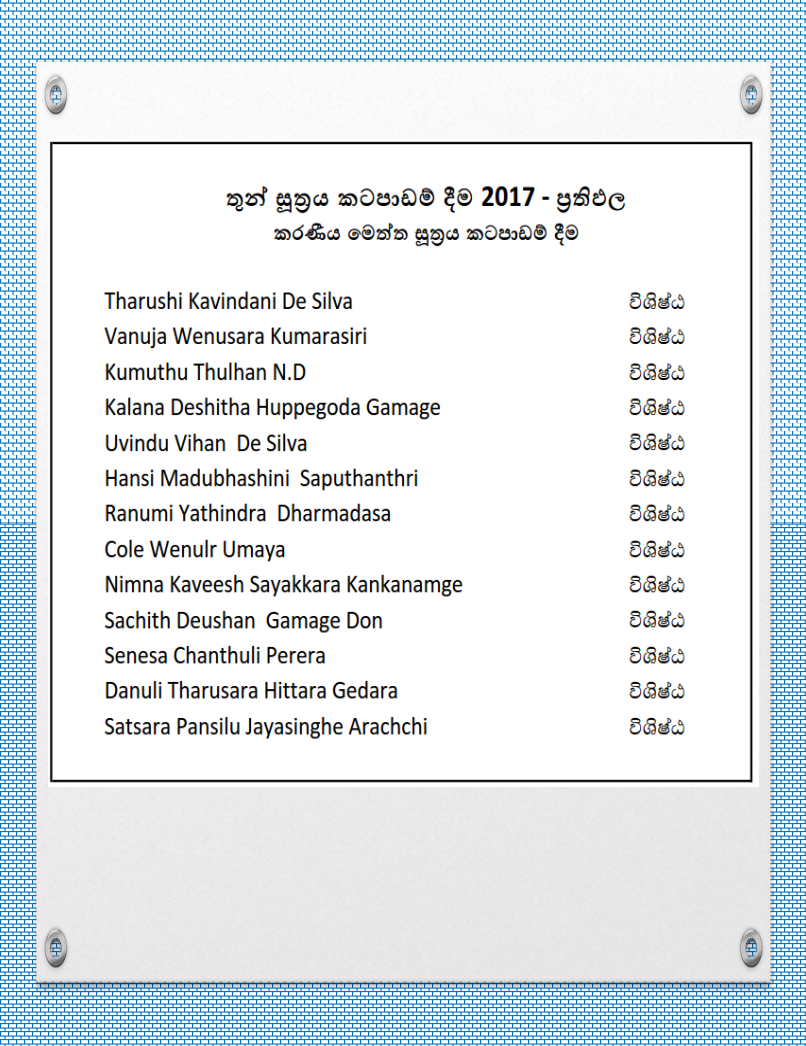 තුන් සූත්‍රය කටපාඩම් දීම 2017 - ප්‍රතිඵල
කරණීය මෙත්ත සූත්‍රය කටපාඩම් දීම
Tharushi Kavindani De Silva විශිෂ්ඨ
Vanuja Wenusara Kumarasiri විශිෂ්ඨ
Kumuthu Thulhan N.D විශිෂ්ඨ
Kalana Deshitha Huppegoda Gamage විශිෂ්ඨ
Uvindu Vihan De Silva විශිෂ්ඨ
Hansi Madubhashini Saputhanthri විශිෂ්ඨ
Ranumi Yathindra Dharmadasa විශිෂ්ඨ
Cole Wenulr Umaya විශිෂ්ඨ
Nimna Kaveesh Sayakkara Kankanamge විශිෂ්ඨ
Sachith Deushan Gamage Don විශිෂ්ඨ
Senesa Chanthuli Perera විශිෂ්ඨ
Danuli Tharusara Hittara Gedara විශිෂ්ඨ
Satsara Pansilu Jayasinghe Arachchi විශිෂ්ඨ